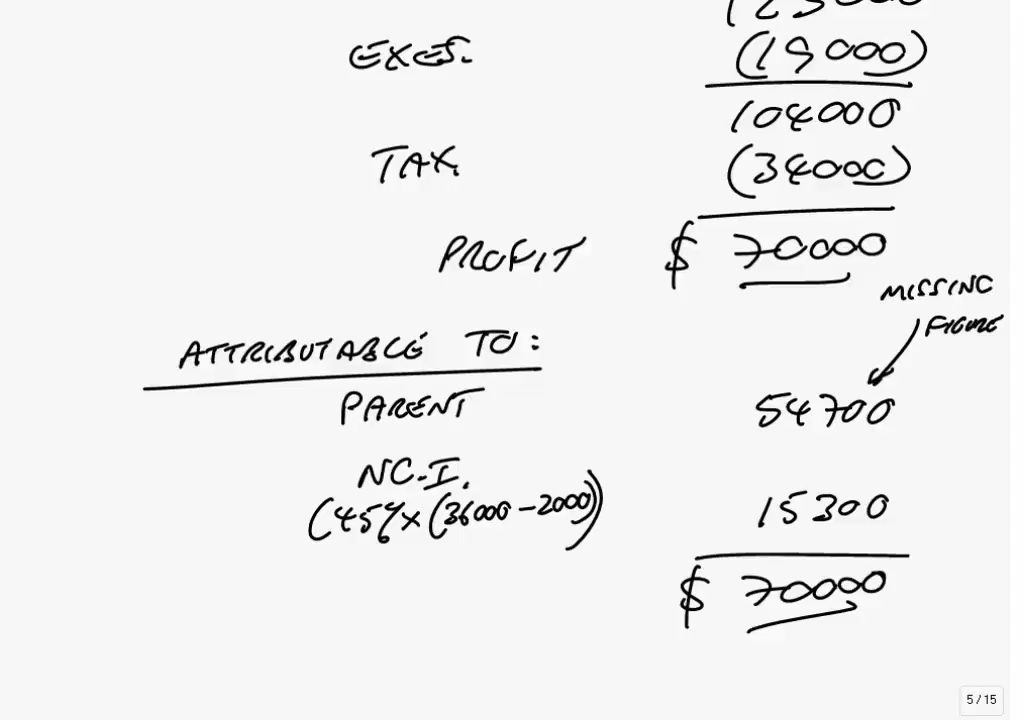 EXES. (19000)
104000
TAX. (34000)
PROFIT $ 70000
MISSING
FIGURE
ATTRIBUTABLE TO:
PARENT 54700
NC.I.
(45%x(36000-2000)) 15300
$ 70000
5 / 15